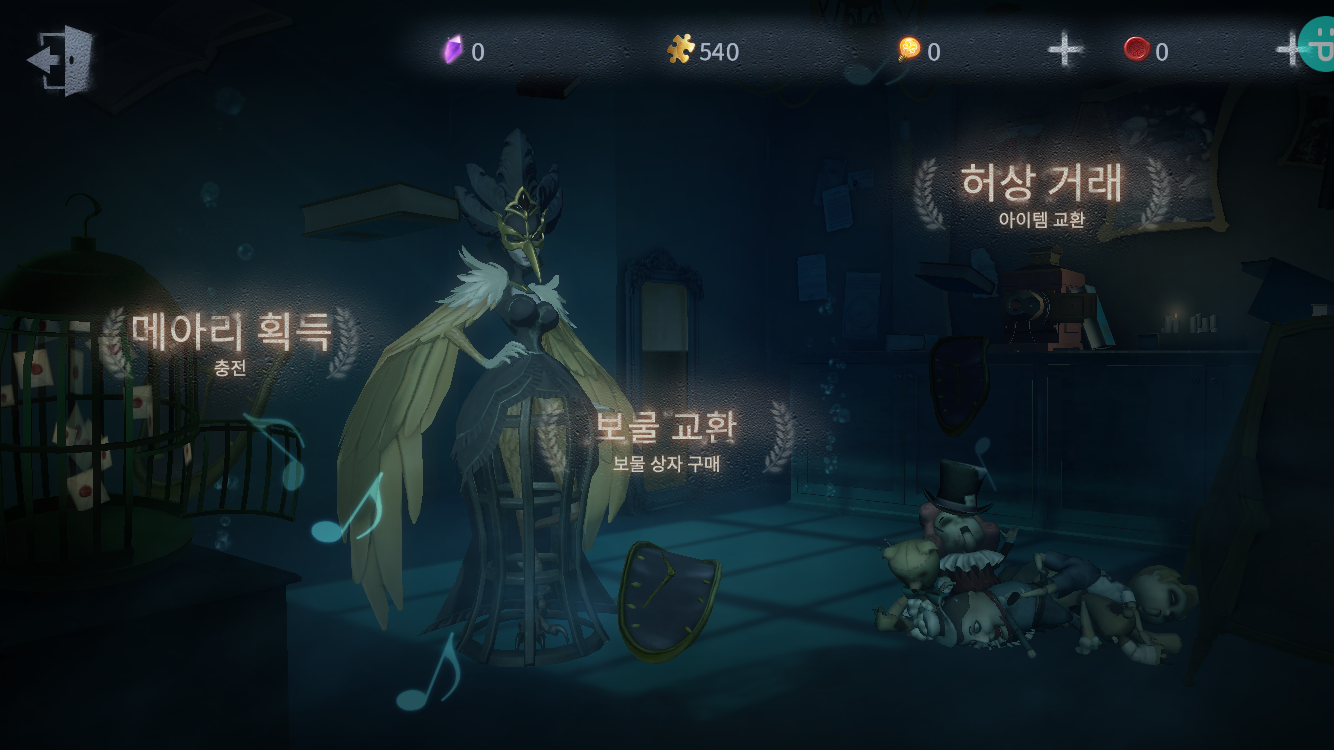 0
540
0
0
허상 거래
아이템 교환
메아리 획득
충전
보물 교환
보물 상자 구매